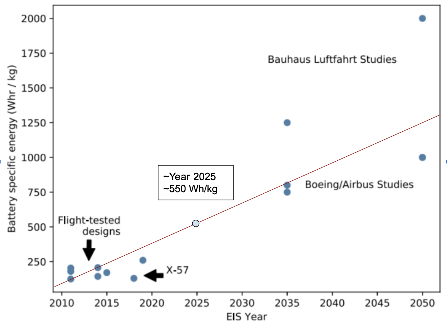 2000
1750
1500
1250
1000
750
500
250
Battery specific energy (Whr / kg)
Bauhaus Luftfahrt Studies
~Year 2025
~550 Wh/kg
Boeing/Airbus Studies
Flight-tested
designs
X-57
2010 2015 2020 2025 2030 2035 2040 2045 2050
EIS Year